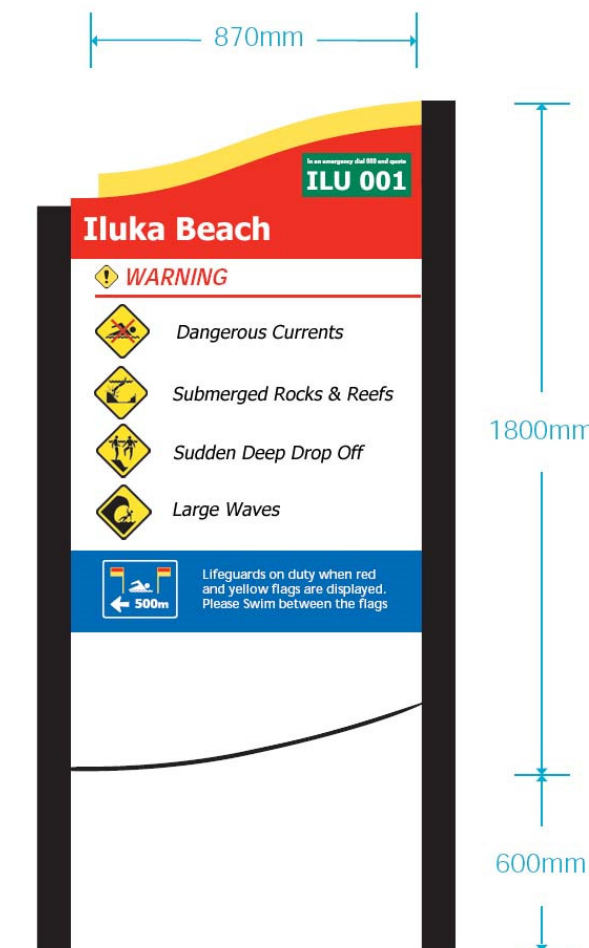 870mm
In an emergency dial 000 and quote
ILU 001
Iluka Beach
! WARNING
Dangerous Currents
Submerged Rocks & Reefs
Sudden Deep Drop Off
Large Waves
Lifeguards on duty when red
and yellow flags are displayed.
Please Swim between the flags
500m
1800mm
600mm